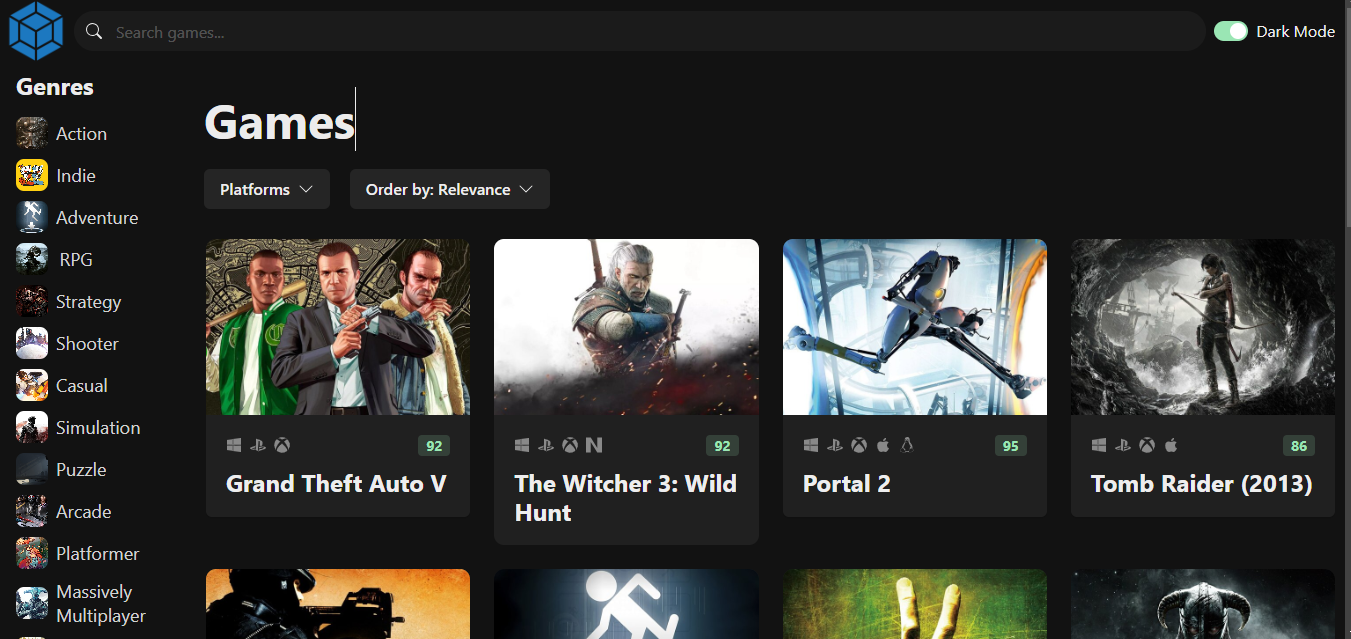 Search games...
Dark Mode
Genres
Action
Indie
Adventure
RPG
Strategy
Shooter
Casual
Simulation
Puzzle
Arcade
Platformer
Massively
Multiplayer
Games
Platforms
Order by: Relevance
92
Grand Theft Auto V
92
The Witcher 3: Wild
Hunt
95
Portal 2
86
Tomb Raider (2013)